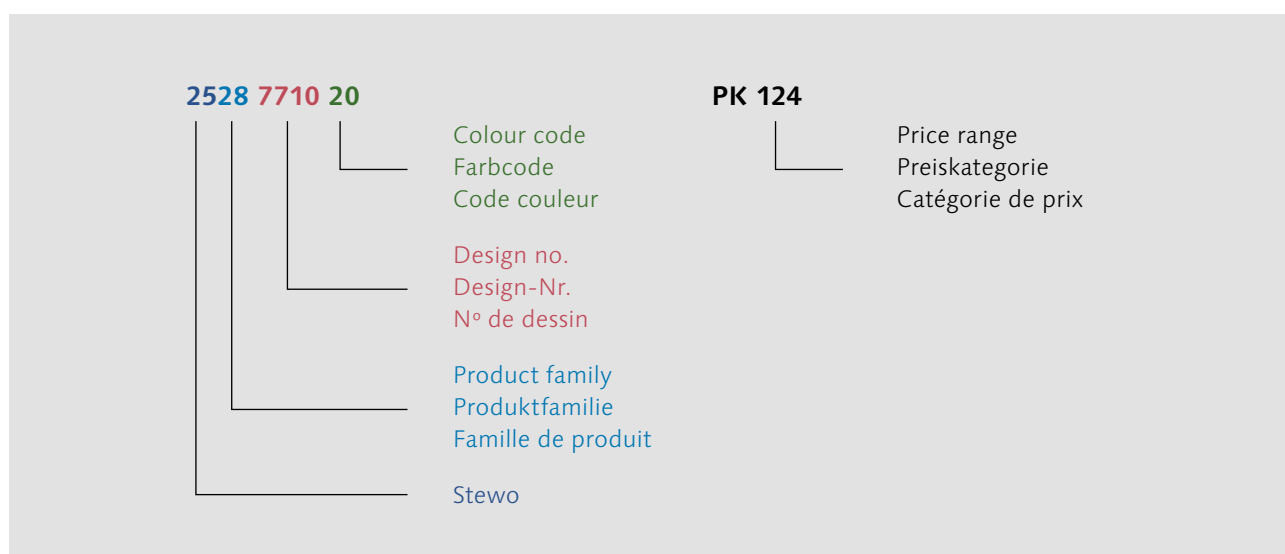 2528 7710 20
PK 124
Colour code
Farbcode
Code couleur
Price range
Preiskategorie
Catégorie de prix
Design no.
Design-Nr.
Nº de dessin
Product family
Produktfamilie
Famille de produit
Stewo